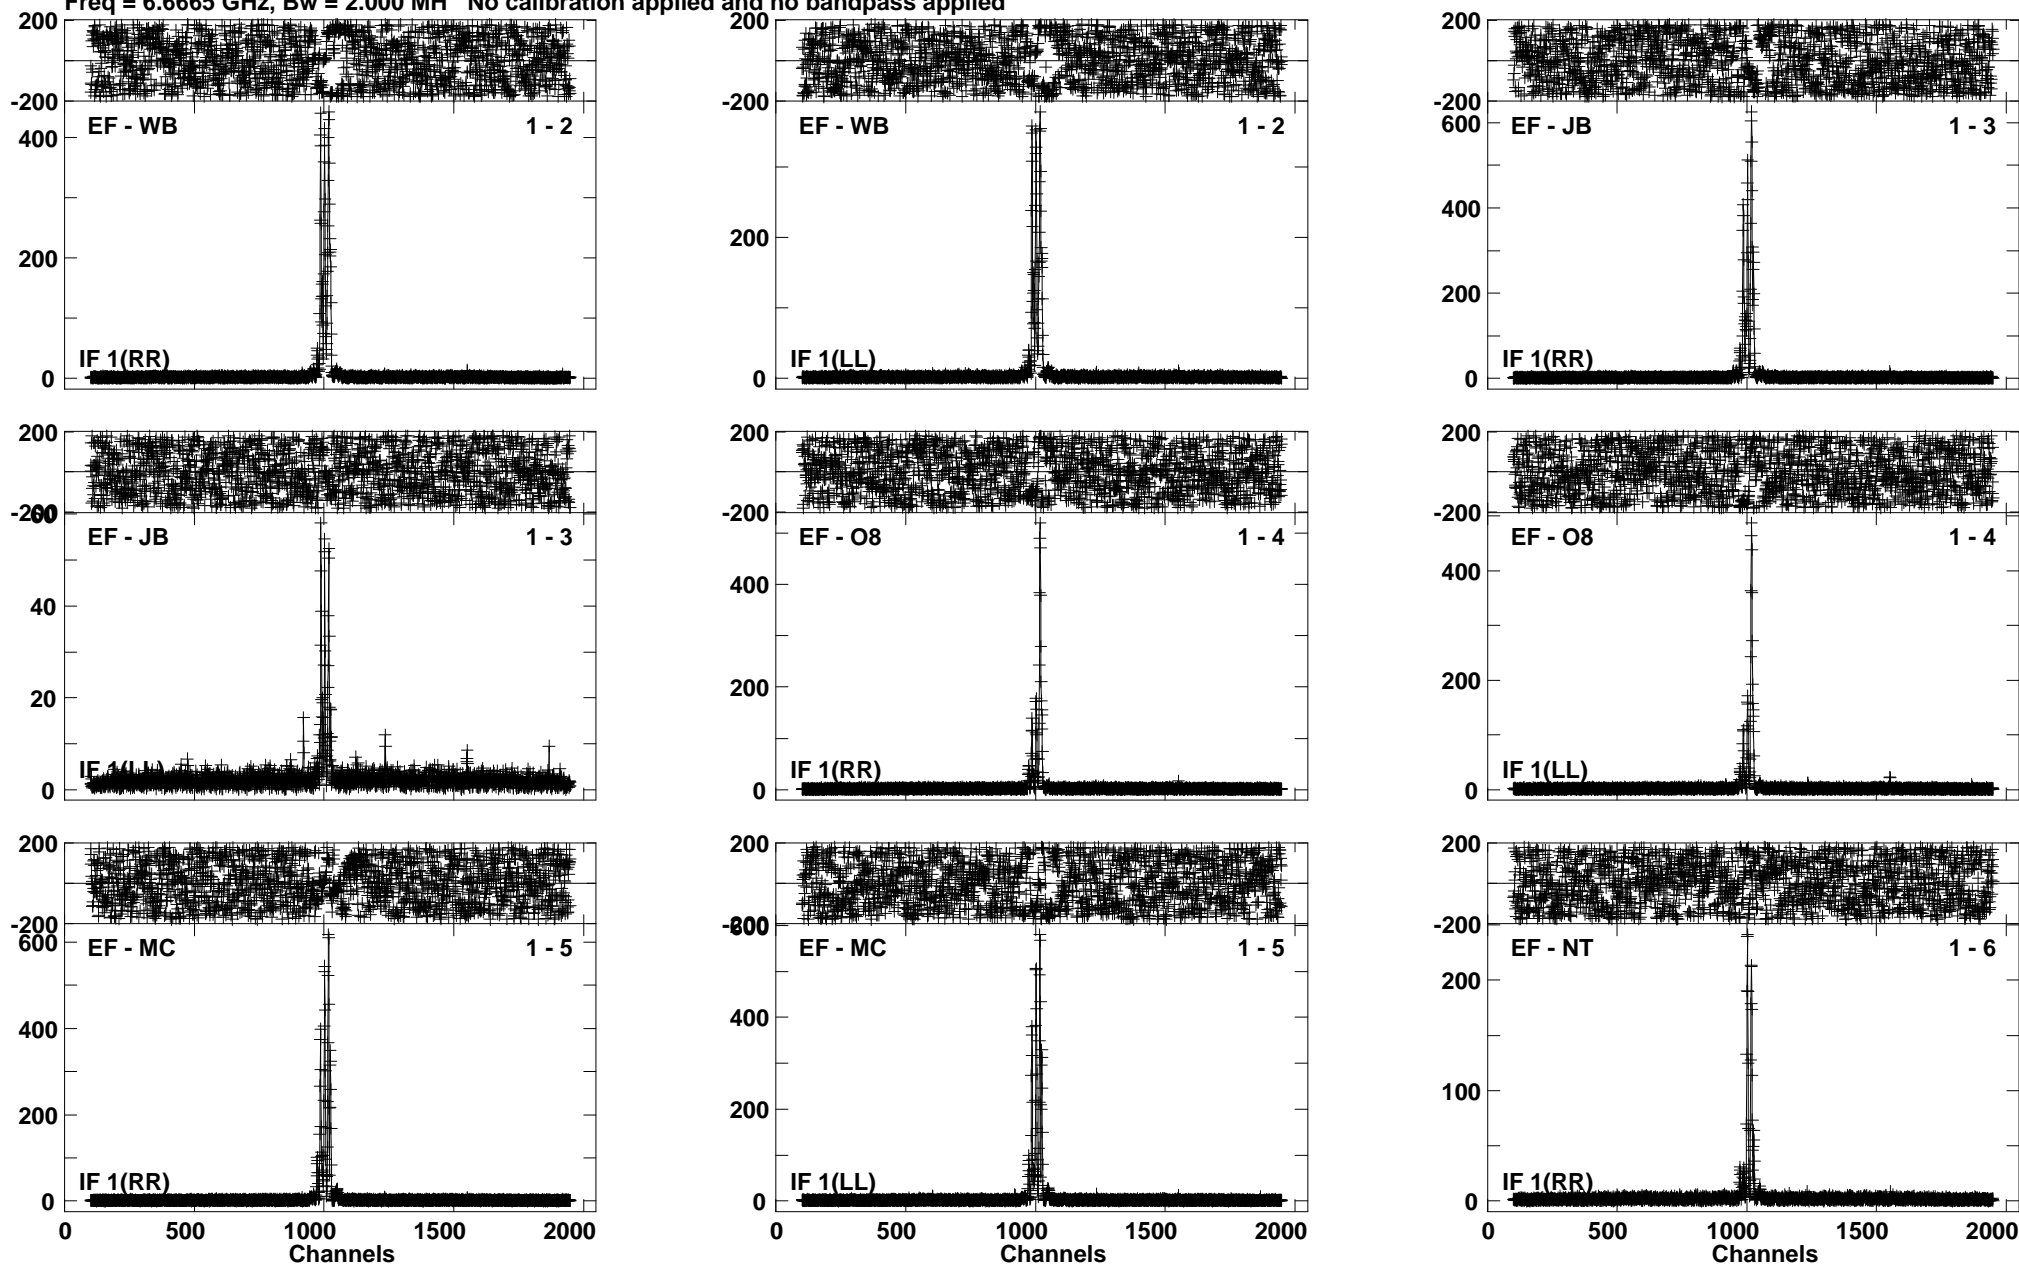 Freq = 6.6665 GHz, Bw = 2.000 MH No calibration applied and no bandpass applied
200
-200
EF - WB 1 - 2
400
200
0
IF 1(RR)
200
-200
EF - WB 1 - 2
200
0
IF 1(LL)
200
-200
EF - JB 1 - 3
600
400
200
0
IF 1(RR)
200
-200
60
EF - JB 1 - 3
40
20
0
IF 1(LL)
200
-200
EF - O8 1 - 4
400
200
0
IF 1(RR)
200
-200
EF - O8 1 - 4
400
200
0
IF 1(LL)
200
-200
EF - MC 1 - 5
600
400
200
0
IF 1(RR)
0 500 1000 1500 2000
Channels
200
-200
600
EF - MC 1 - 5
400
200
0
IF 1(LL)
0 500 1000 1500 2000
Channels
200
-200
EF - NT 1 - 6
200
100
0
IF 1(RR)
0 500 1000 1500 2000
Channels